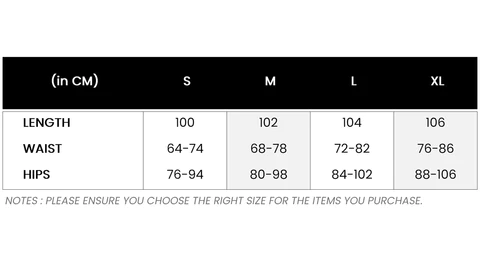 (in CM) S M L XL
LENGTH 100 102 104 106
WAIST 64-74 68-78 72-82 76-86
HIPS 76-94 80-98 84-102 88-106
NOTES : PLEASE ENSURE YOU CHOOSE THE RIGHT SIZE FOR THE ITEMS YOU PURCHASE.